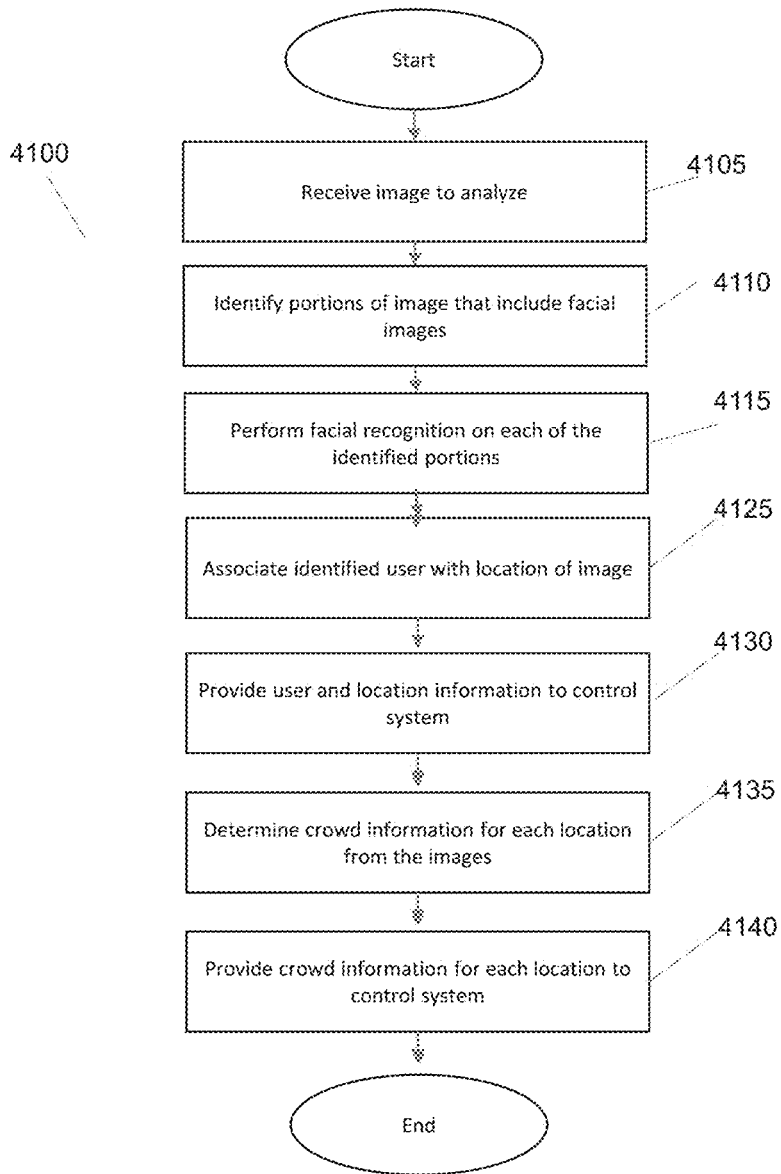 Start
4100
4105
Receive image to analyze
4110
Identify portions of image that include facial
images
4115
Perform facial recognition on each of the
identified portions
4125
Associate identified user with location of image
4130
Provide user and location information to control
system
4135
Determine crowd information for each location
from the images
4140
Provide crowd information for each location to
control system
End